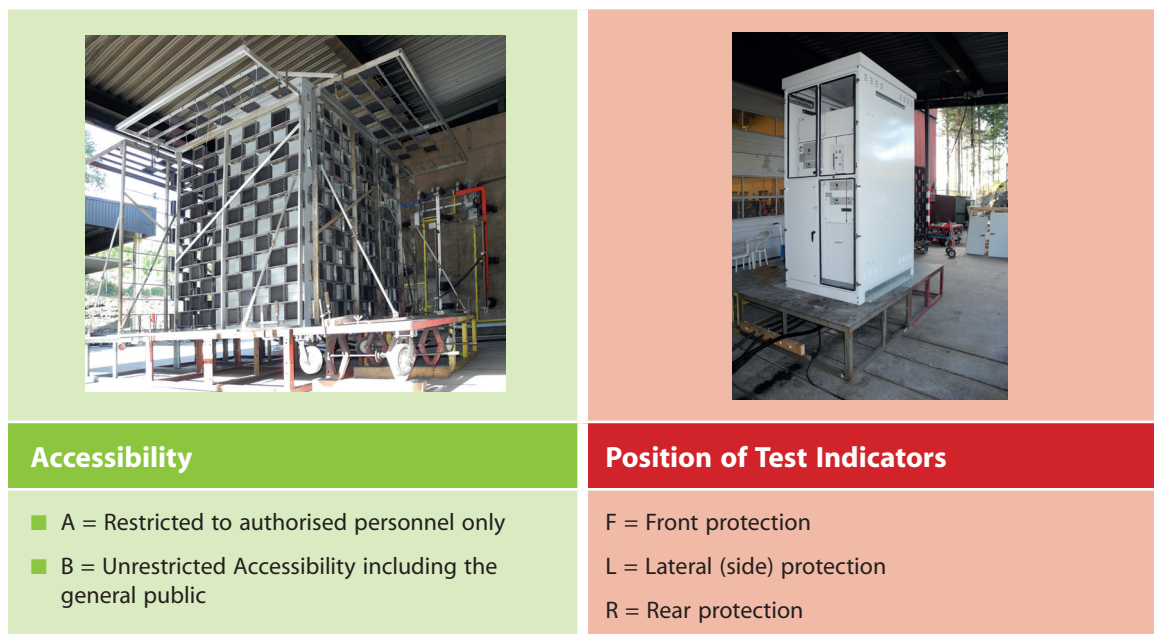 Accessibility
A = Restricted to authorised personnel only
B = Unrestricted Accessibility including the
general public
Position of Test Indicators
F = Front protection
L = Lateral (side) protection
R = Rear protection